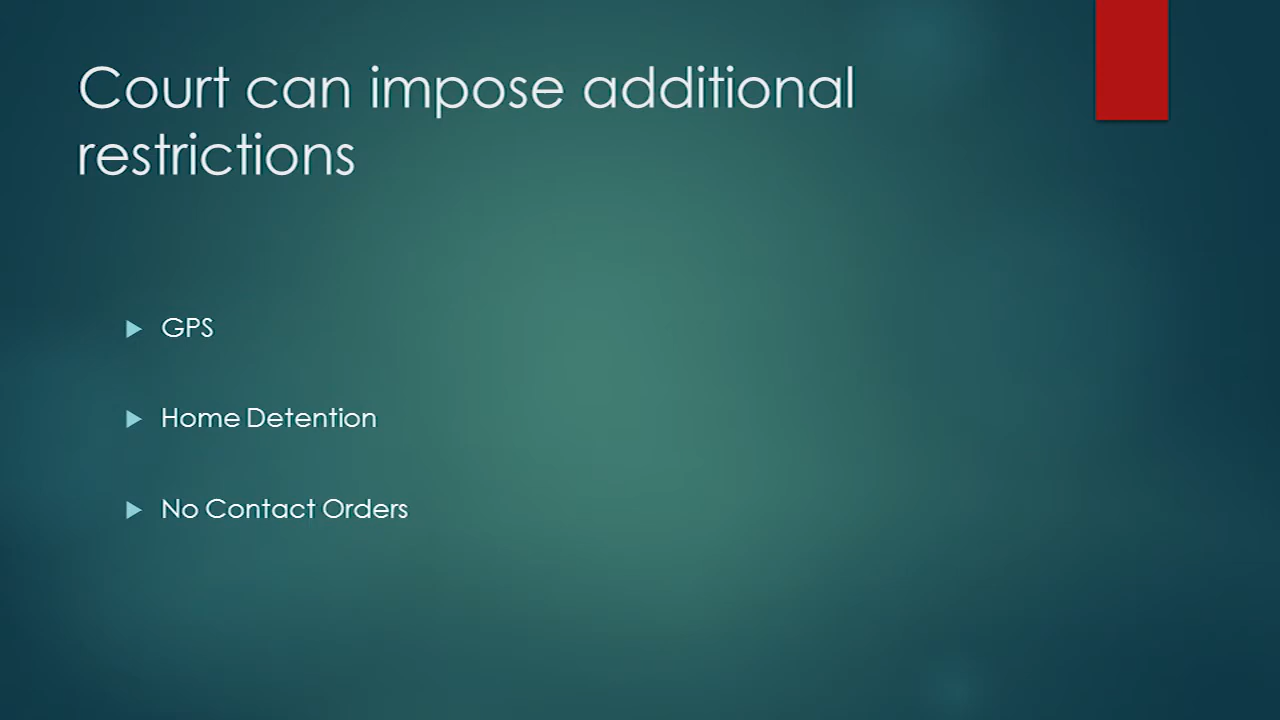 Court can impose additional
restrictions
GPS
Home Detention
No Contact Orders